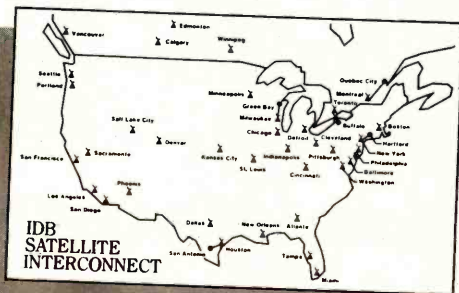 Edmonton
Vancouver
Calgary
Winnipeg
Quebec City
Seattle
Portland
Minneapolis
Montreal
Toronto
Green Bay
Milwaukee
Buffalo
Boston
Salt Lake City
Chicago
Detroit
Cleveland
Hartford
New York
Denver
San Francisco
Sacramento
Kansas City
Indianapolis
Pittsburgh
Philadelphia
Baltimore
St. Louis
Cincinnati
Washington
Los Angeles
Phoenix
San Diego
Dallas
New Orleans
Atlanta
San Antonio
Houston
Tampa
Miami
IDB
SATELLITE
INTERCONNECT